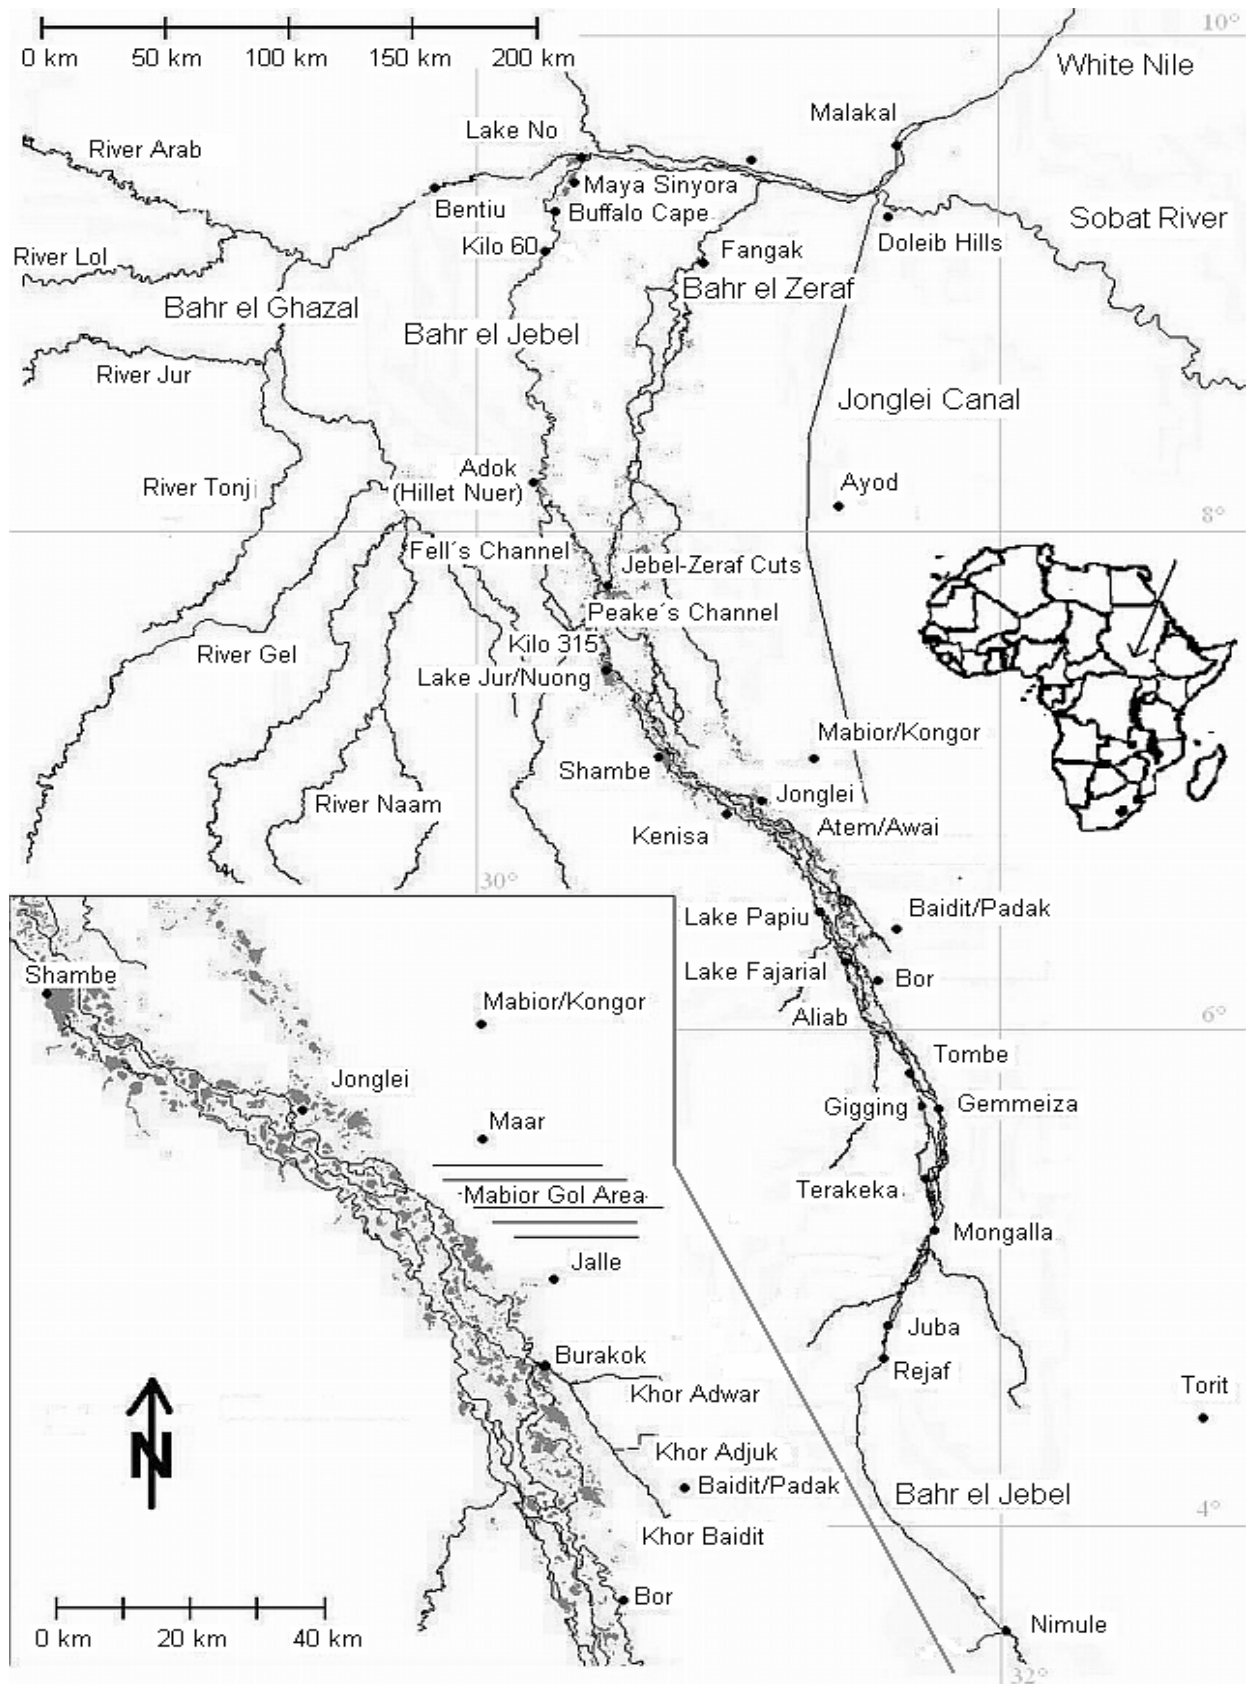 0 km 50 km 100 km 150 km 200 km
10°
White Nile
Malakal
Lake No
River Arab
Maya Sinyora
Bentiu
Buffalo Cape
Sobat River
Kilo 60
Doleib Hills
River Lol
Fangak
Bahr el Zeraf
Bahr el Ghazal
Bahr el Jebel
River Jur
Jonglei Canal
Adok
(Hillet Nuer)
River Tonj
Ayod
8°
Fell´s Channel
Jebel-Zeraf Cuts
Peake´s Channel
Kilo 315
River Gel
Lake Jur/Nuong
Mabior/Kongor
Shambe
Jonglei
River Naam
Kenisa
Atem/Awai
30°
Lake Papiu
Baidit/Padak
Lake Fajarial
Bor
Aliab
6°
Tombe
Gigging
Gemmeiza
Terakeka
Mongalla
Juba
Rejaf
Torit
Bahr el Jebel
4°
Nimule
32°
Shambe
Mabior/Kongor
Jonglei
Maar
Mabior Gol Area
Jalle
Burakok
Khor Adwar
Khor Adjuk
Baidit/Padak
Khor Baidit
Bor
N
0 km 20 km 40 km